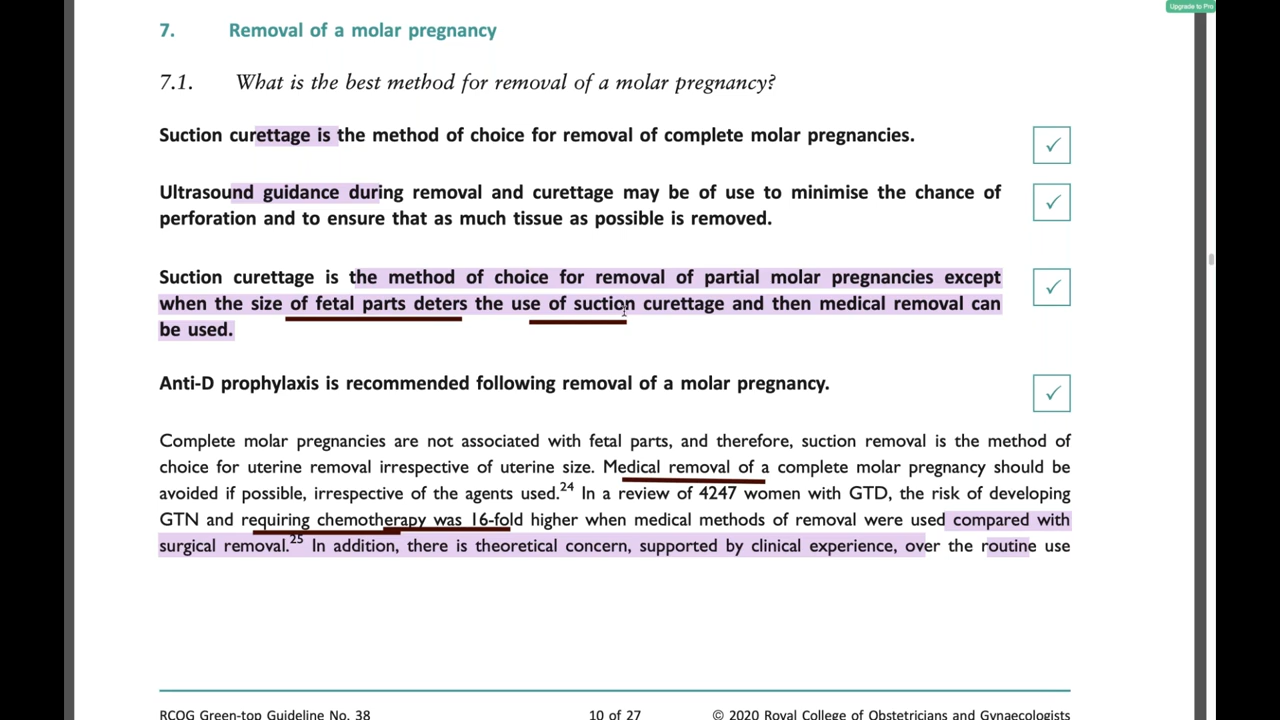 Upgrade to Pro
7. Removal of a molar pregnancy
7.1. What is the best method for removal of a molar pregnancy?
Suction curettage is the method of choice for removal of complete molar pregnancies. ✓
Ultrasound guidance during removal and curettage may be of use to minimise the chance of ✓
perforation and to ensure that as much tissue as possible is removed.
Suction curettage is the method of choice for removal of partial molar pregnancies except ✓
when the size of fetal parts deters the use of suction curettage and then medical removal can
be used.
Anti-D prophylaxis is recommended following removal of a molar pregnancy. ✓
Complete molar pregnancies are not associated with fetal parts, and therefore, suction removal is the method of
choice for uterine removal irrespective of uterine size. Medical removal of a complete molar pregnancy should be
avoided if possible, irrespective of the agents used.24 In a review of 4247 women with GTD, the risk of developing
GTN and requiring chemotherapy was 16-fold higher when medical methods of removal were used compared with
surgical removal.25 In addition, there is theoretical concern, supported by clinical experience, over the routine use
RCOG Green-top Guideline No. 38 10 of 27 © 2020 Royal College of Obstetricians and Gynaecologists